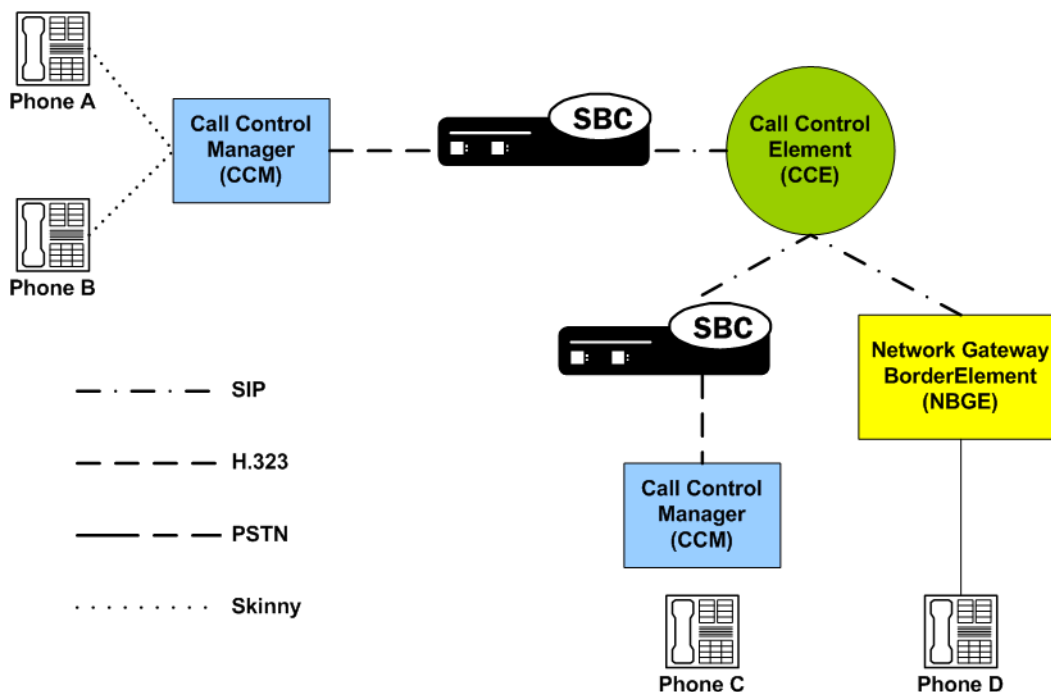 Phone A
Call Control
Manager
(CCM)
SBC
Call Control
Element
(CCE)
Phone B
SBC
Network Gateway
BorderElement
(NBGE)
SIP
H.323
PSTN
Skinny
Call Control
Manager
(CCM)
Phone C
Phone D